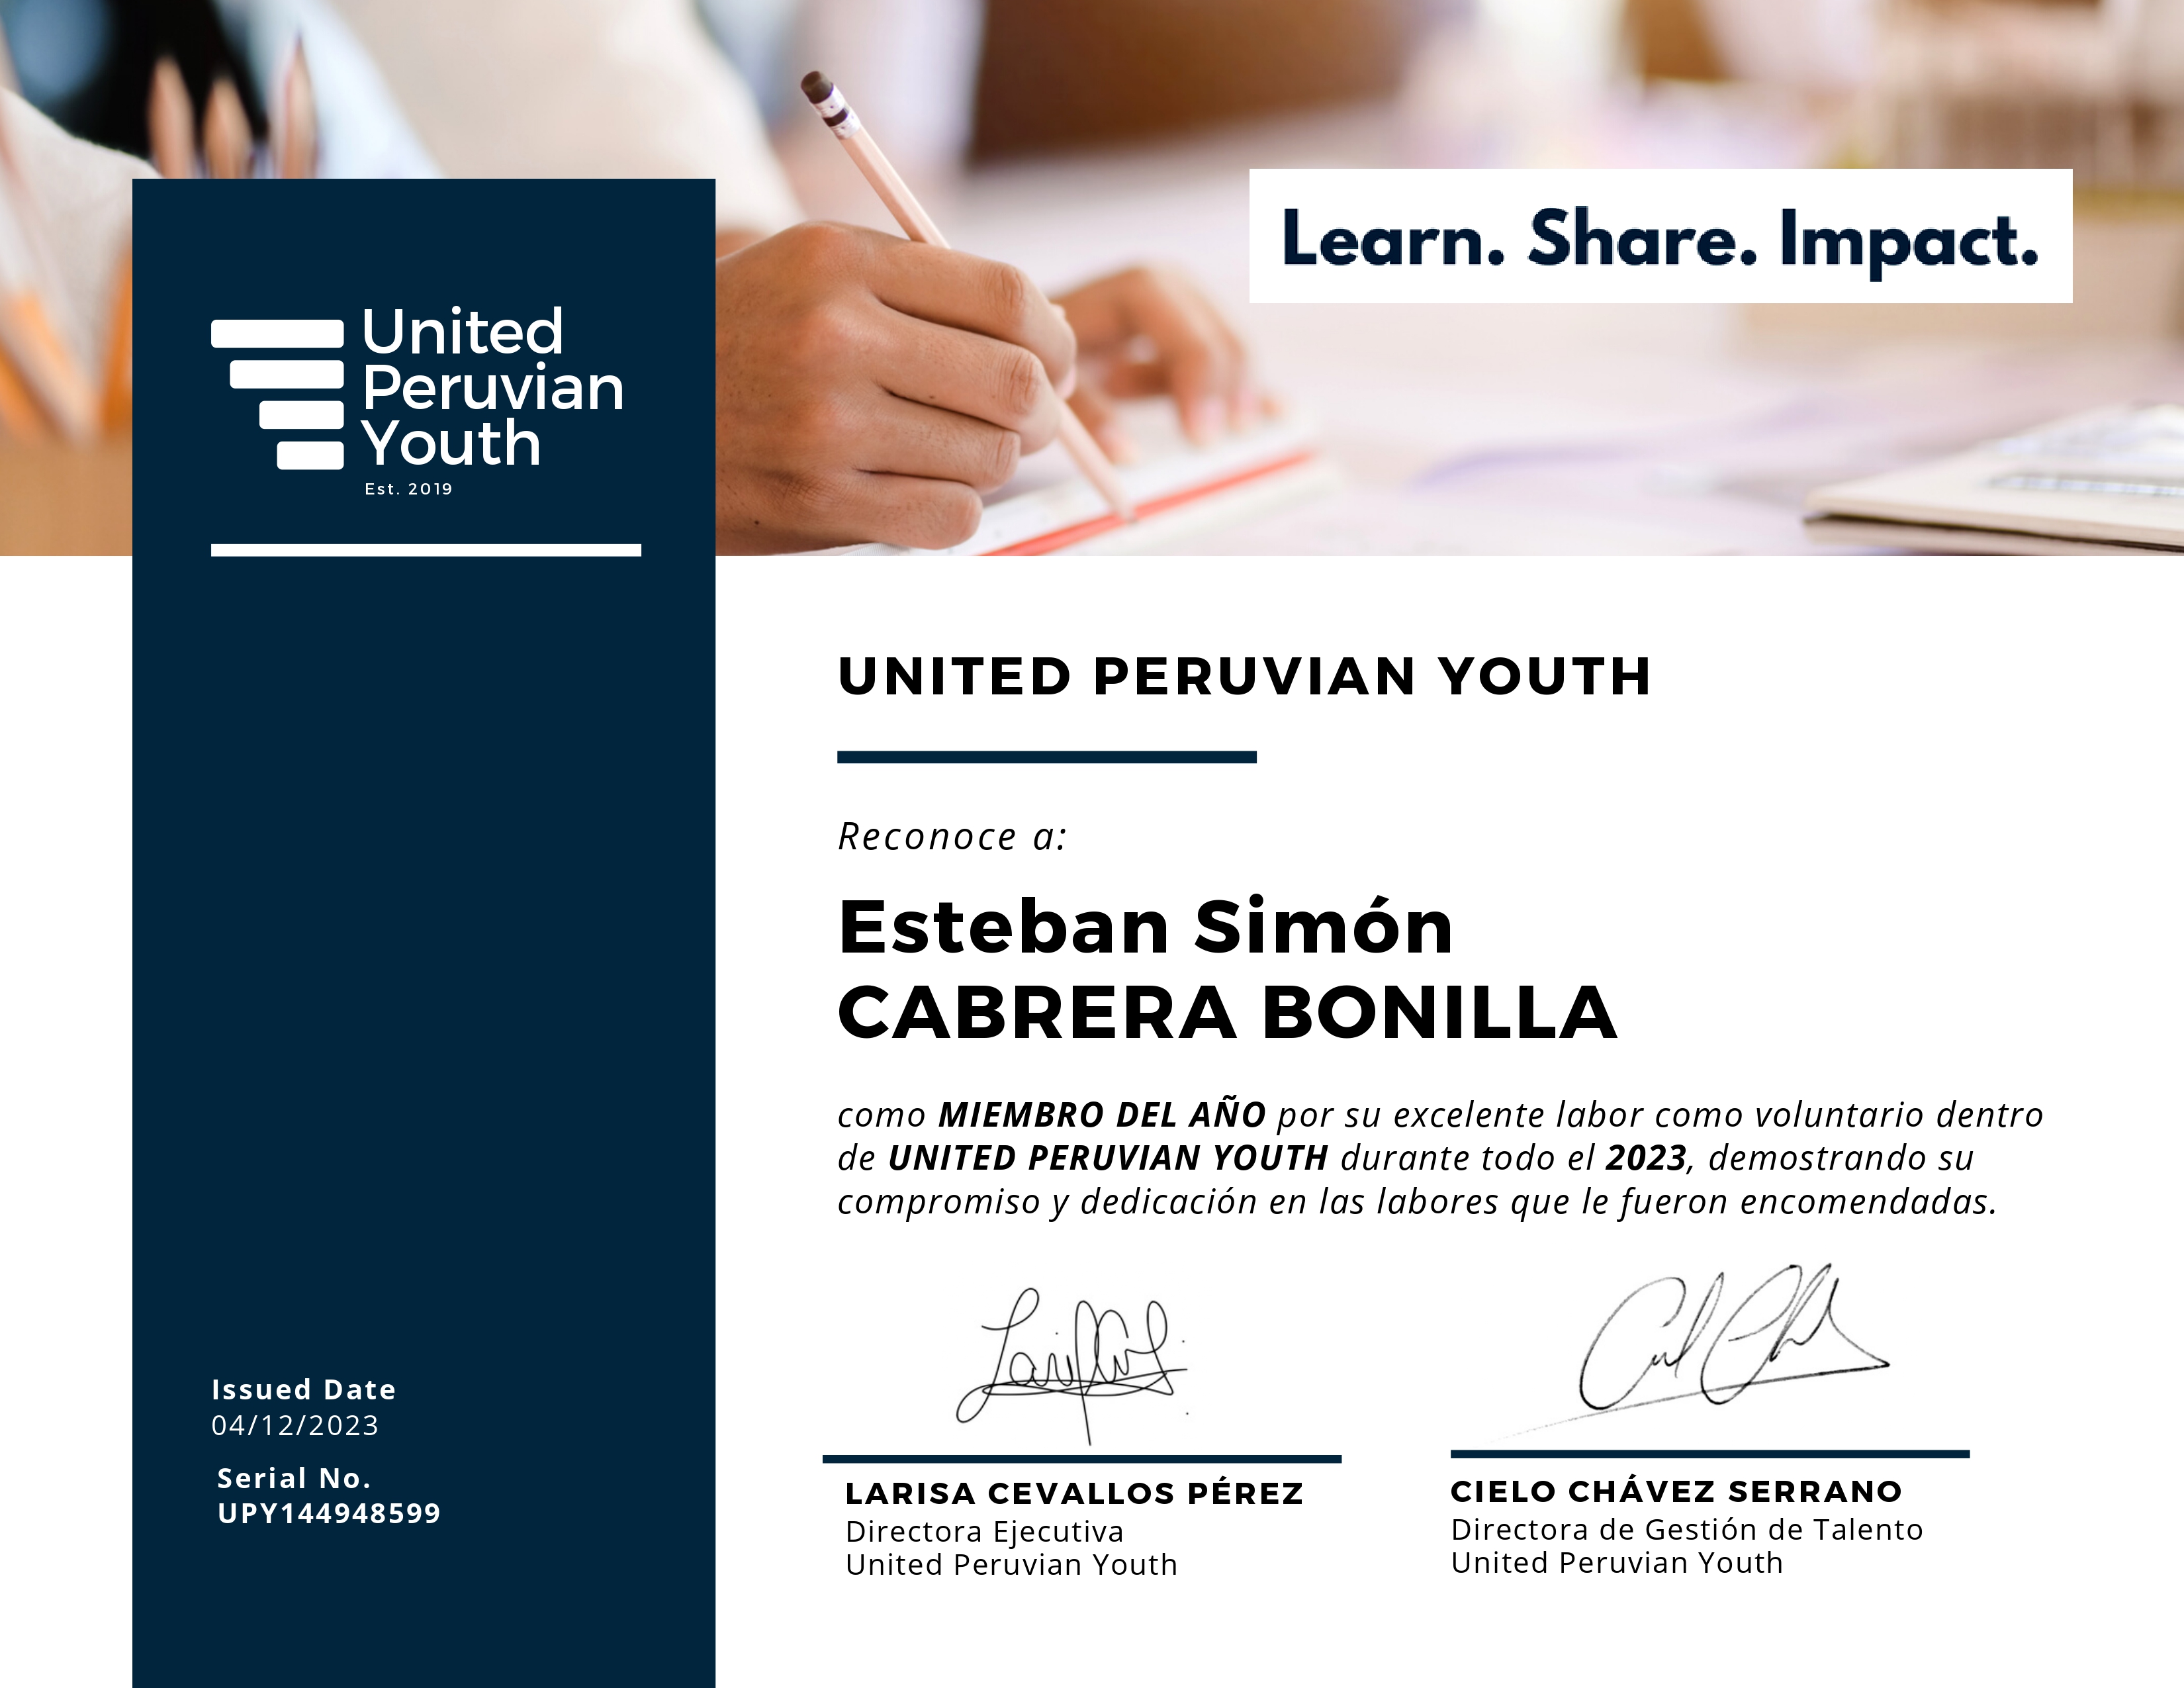 Learn. Share. Impact.
United
Peruvian
Youth
Est. 2019
UNITED PERUVIAN YOUTH
Reconoce a:
Esteban Simón
CABRERA BONILLA
como MIEMBRO DEL AÑO por su excelente labor como voluntario dentro
de UNITED PERUVIAN YOUTH durante todo el 2023, demostrando su
compromiso y dedicación en las labores que le fueron encomendadas.
Issued Date
04/12/2023
Serial No.
UPY144948599
LARISA CEVALLOS PÉREZ
Directora Ejecutiva
United Peruvian Youth
CIELO CHÁVEZ SERRANO
Directora de Gestión de Talento
United Peruvian Youth